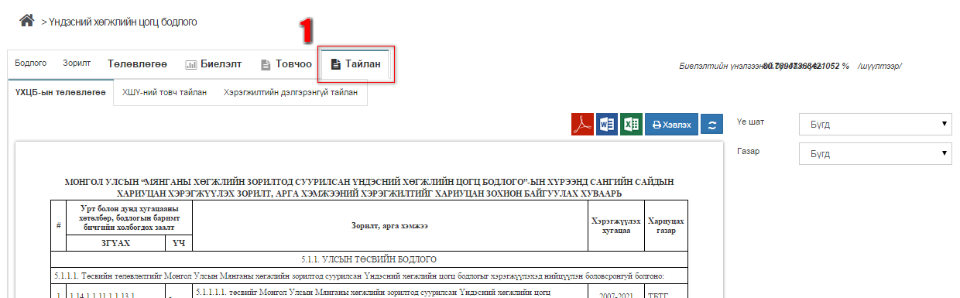 > Үндэсний хөгжлийн цогц бодлого
1
Бодлого Зорилт Төлөвлөгөө Биелэлт Товчоо Тайлан
Биелэлтийн үнэлгээний /шүүлтээр/
ҮХЦБ-ын төлөвлөгөө ХШҮ-ний товч тайлан Хэрэгжилтийн дэлгэрэнгүй тайлан
Хэвлэх
Үе шат Бүгд
Газар Бүгд
МОНГОЛ УЛСЫН “МЯНГАНЫ ХӨГЖЛИЙН ЗОРИЛТОД СУУРИЛСАН ҮНДЭСНИЙ ХӨГЖЛИЙН ЦОГЦ БОДЛОГО”-ЫН ХҮРЭЭНД САНГИЙН САЙДЫН
ХАРИУЦАН ХЭРЭГЖҮҮЛЭХ ЗОРИЛТ, АРГА ХЭМЖЭЭНИЙ ХЭРЭГЖИЛТИЙГ ХАРИУЦАН ЗОХИОН БАЙГУУЛАХ ХУВААРЬ
# Урт болон дунд хугацааны хөтөлбөр, бодлогын баримт бичгийн холбогдох заалт Зорилт, арга хэмжээ Хэрэгжүүлэх хугацаа Хариуцах газар
ЗГҮАХ ҮЧ
5.1.1. УЛСЫН ТӨСВИЙН БОДЛОГО
5.1.1.1. Төсвийн төлөвлөлтийг Монгол Улсын Мянганы хөгжлийн зорилтод суурилсан Үндэсний хөгжлийн цогц бодлогыг хэрэгжүүлэхэд нийцүүлэн боловсронгуй болгоно:
1 1.14.1.1.11.1.1.13.1 - 5.1.1.1.1. төсвийг Монгол Улсын Мянганы хөгжлийн зорилтод суурилсан Үндэсний хөгжлийн цогц 2007-2021 ТБТГ